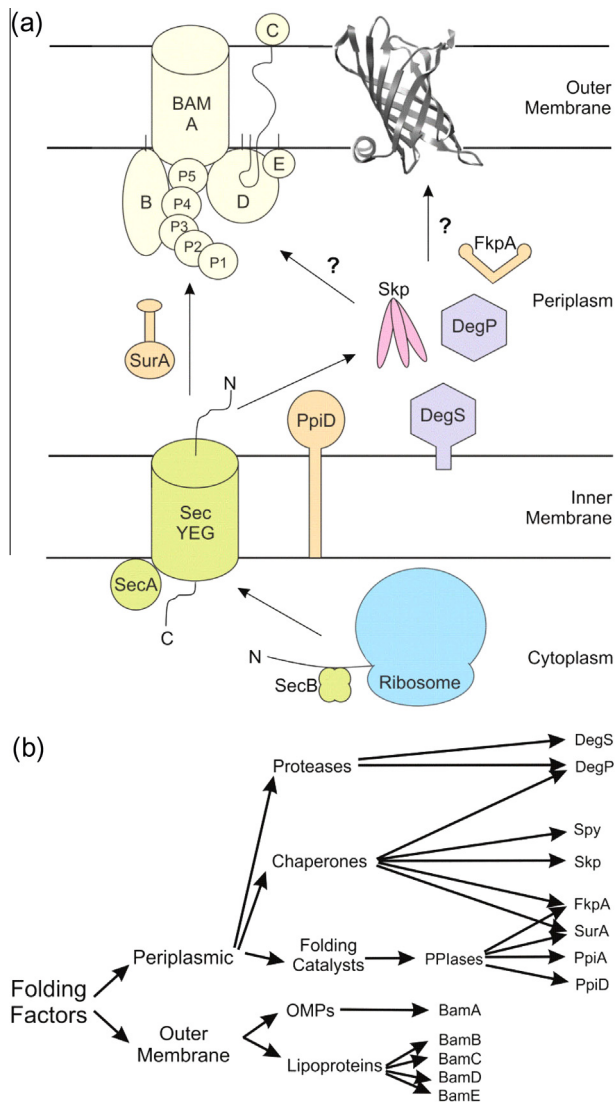 (a)
C
BAM
A
Outer
Membrane
E
P5
B
D
P4
P3
P2
P1
?
?
FkpA
Skp
Periplasm
DegP
SurA
N
PpiD
DegS
Sec
YEG
Inner
Membrane
SecA
C
N
SecB
Ribosome
Cytoplasm
(b)
DegS
Proteases
DegP
Spy
Chaperones
Skp
FkpA
Periplasmic
Folding
Catalysts
PPIases
SurA
PpiA
PpiD
Folding
Factors
OMPs
BamA
Outer
Membrane
Lipoproteins
BamB
BamC
BamD
BamE